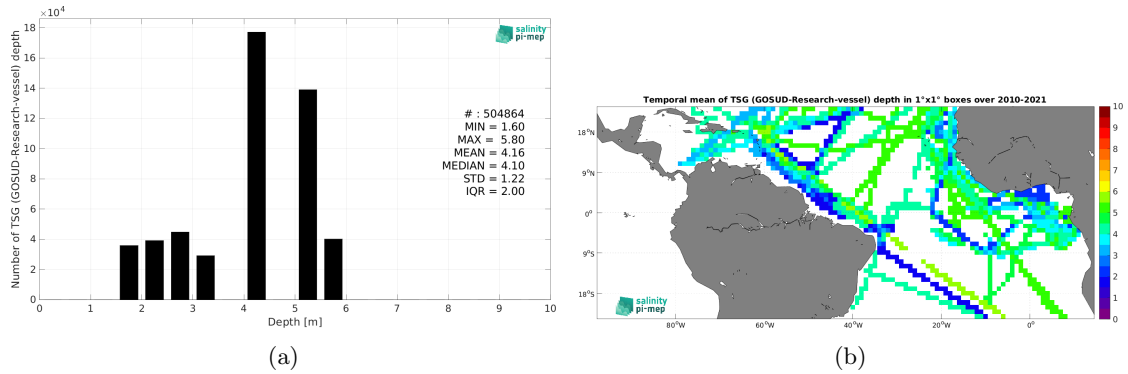 ×10⁴
18
16
14
12
10
8
6
4
2
0
Number of TSG (GOSUD-Research-vessel) depth
0 1 2 3 4 5 6 7 8 9 10
Depth [m]
salinity
pi-mep
# : 504864
MIN = 1.60
MAX = 5.80
MEAN = 4.16
MEDIAN = 4.10
STD = 1.22
IQR = 2.00
(a)
Temporal mean of TSG (GOSUD-Research-vessel) depth in 1°x1° boxes over 2010-2021
18°N
9°N
0°
9°S
18°S
80°W 60°W 40°W 20°W 0°
salinity
pi-mep
10
9
8
7
6
5
4
3
2
1
0
(b)